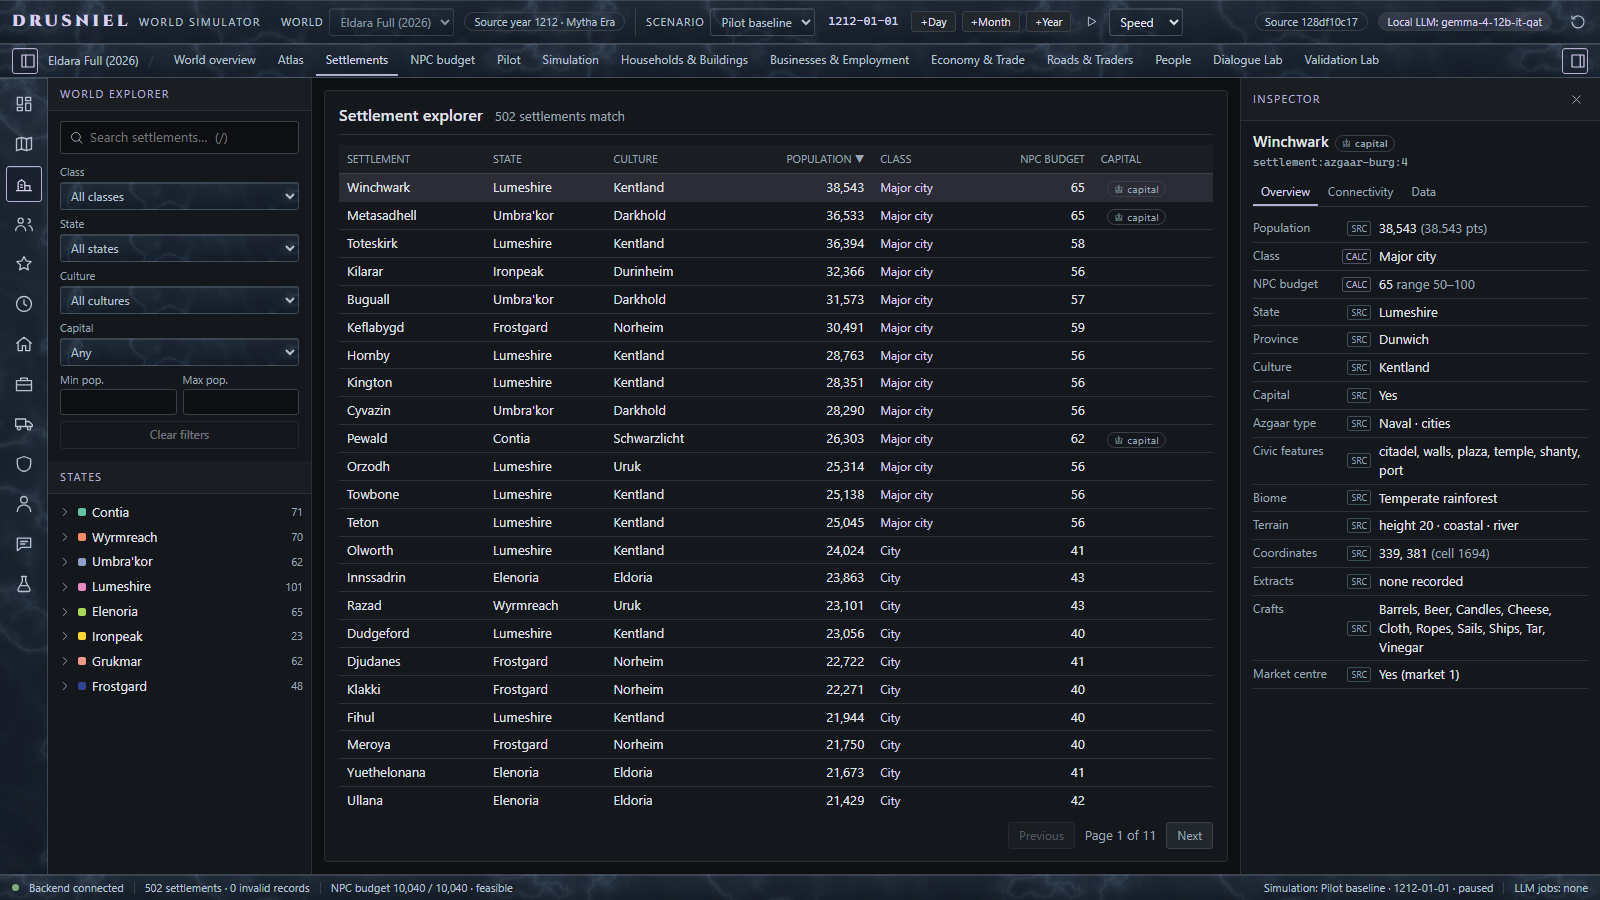 DRUSNIEL WORLD SIMULATOR WORLD Eldara Full (2026) Source year 1212 · Mytha Era SCENARIO Pilot baseline 1212-01-01 +Day +Month +Year Speed Source 128df10c17 Local LLM: gemma-4-12b-it-qat
Eldara Full (2026) / World overview Atlas Settlements NPC budget Pilot Simulation Households & Buildings Businesses & Employment Economy & Trade Roads & Traders People Dialogue Lab Validation Lab
WORLD EXPLORER
Search settlements... (/)
Class
All classes
State
All states
Culture
All cultures
Capital
Any
Min pop. Max pop.
Clear filters
STATES
Contia 71
Wyrmreach 70
Umbra'kor 62
Lumeshire 101
Elenoria 65
Ironpeak 23
Grukmar 62
Frostgard 48
Settlement explorer 502 settlements match
SETTLEMENT STATE CULTURE POPULATION ▼ CLASS NPC BUDGET CAPITAL
Winchwark Lumeshire Kentland 38,543 Major city 65 capital
Metasadhell Umbra'kor Darkhold 36,533 Major city 65 capital
Toteskirk Lumeshire Kentland 36,394 Major city 58
Kilarar Ironpeak Durinheim 32,366 Major city 56
Buguall Umbra'kor Darkhold 31,573 Major city 57
Keflabygd Frostgard Norheim 30,491 Major city 59
Hornby Lumeshire Kentland 28,763 Major city 56
Kington Lumeshire Kentland 28,351 Major city 56
Cyvazin Umbra'kor Darkhold 28,290 Major city 56
Pewald Contia Schwarzlicht 26,303 Major city 62 capital
Orzodh Lumeshire Uruk 25,314 Major city 56
Towbone Lumeshire Kentland 25,138 Major city 56
Teton Lumeshire Kentland 25,045 Major city 56
Olworth Lumeshire Kentland 24,024 City 41
Innssadrin Elenoria Eldoria 23,863 City 43
Razad Wyrmreach Uruk 23,101 City 43
Dudgeford Lumeshire Kentland 23,056 City 40
Djudanes Frostgard Norheim 22,722 City 41
Klakki Frostgard Norheim 22,271 City 40
Fihul Lumeshire Kentland 21,944 City 40
Meroya Frostgard Norheim 21,750 City 40
Yuethelonana Elenoria Eldoria 21,673 City 41
Ullana Elenoria Eldoria 21,429 City 42
Previous Page 1 of 11 Next
INSPECTOR
Winchwark capital
settlement:azgaar-burg:4
Overview Connectivity Data
Population SRC 38,543 (38.543 pts)
Class CALC Major city
NPC budget CALC 65 range 50–100
State SRC Lumeshire
Province SRC Dunwich
Culture SRC Kentland
Capital SRC Yes
Azgaar type SRC Naval · cities
Civic features SRC citadel, walls, plaza, temple, shanty,
port
Biome SRC Temperate rainforest
Terrain SRC height 20 · coastal · river
Coordinates SRC 339, 381 (cell 1694)
Extracts SRC none recorded
Crafts SRC Barrels, Beer, Candles, Cheese,
Cloth, Ropes, Sails, Ships, Tar,
Vinegar
Market centre SRC Yes (market 1)
Backend connected 502 settlements · 0 invalid records NPC budget 10,040 / 10,040 · feasible Simulation: Pilot baseline · 1212-01-01 · paused LLM jobs: none